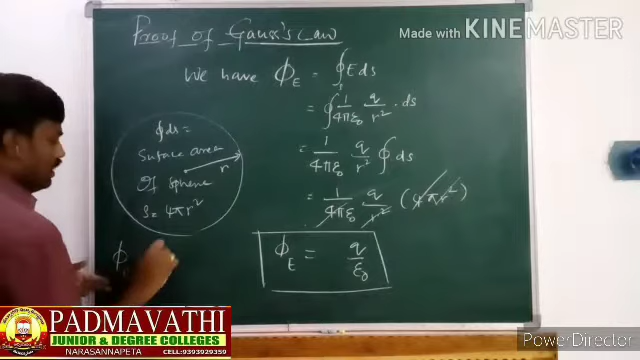 Made with KINEMASTER
Proof of Gauss's Law
We have ϕ_E = ∮ E ds
= ∮ 1/4πε₀ q/r² · ds
= 1/4πε₀ q/r² ∮ ds
= 1/4πε₀ q/r² (4πr²)
ϕ_E = q/ε₀
∮ ds =
Surface area
Of sphere
S = 4πr²
r
ϕ
PADMAVATHI
JUNIOR & DEGREE COLLEGES
NARASANNAPETA CELL:9393929359
PowerDirector